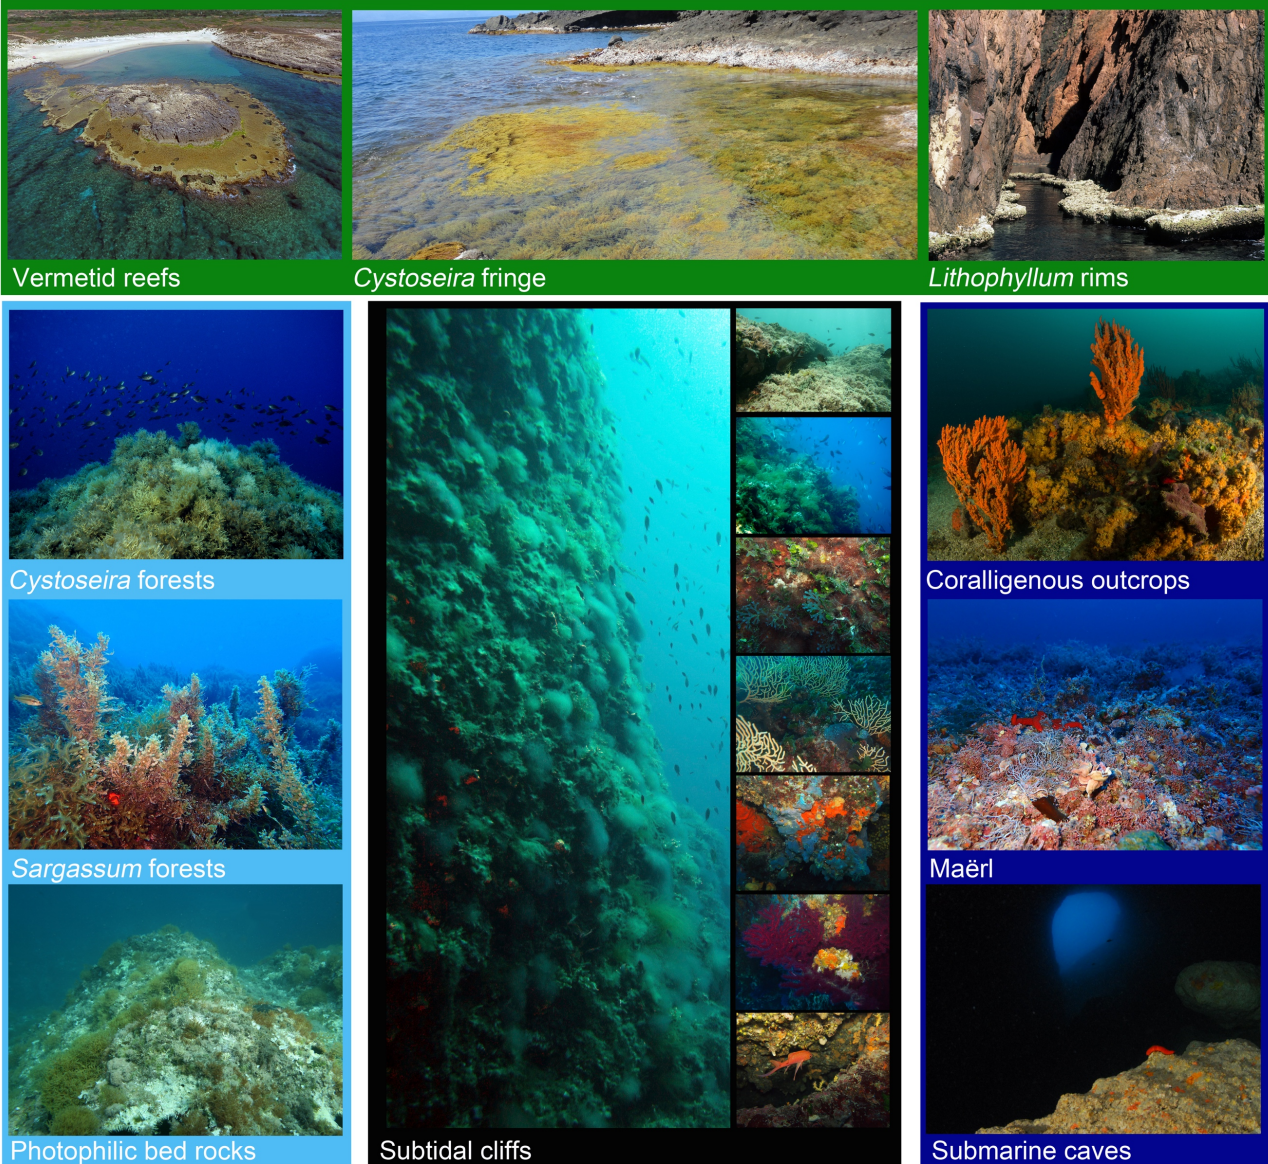 Vermetid reefs
Cystoseira fringe
Lithophyllum rims
Cystoseira forests
Sargassum forests
Photophilic bed rocks
Subtidal cliffs
Coralligenous outcrops
Maërl
Submarine caves